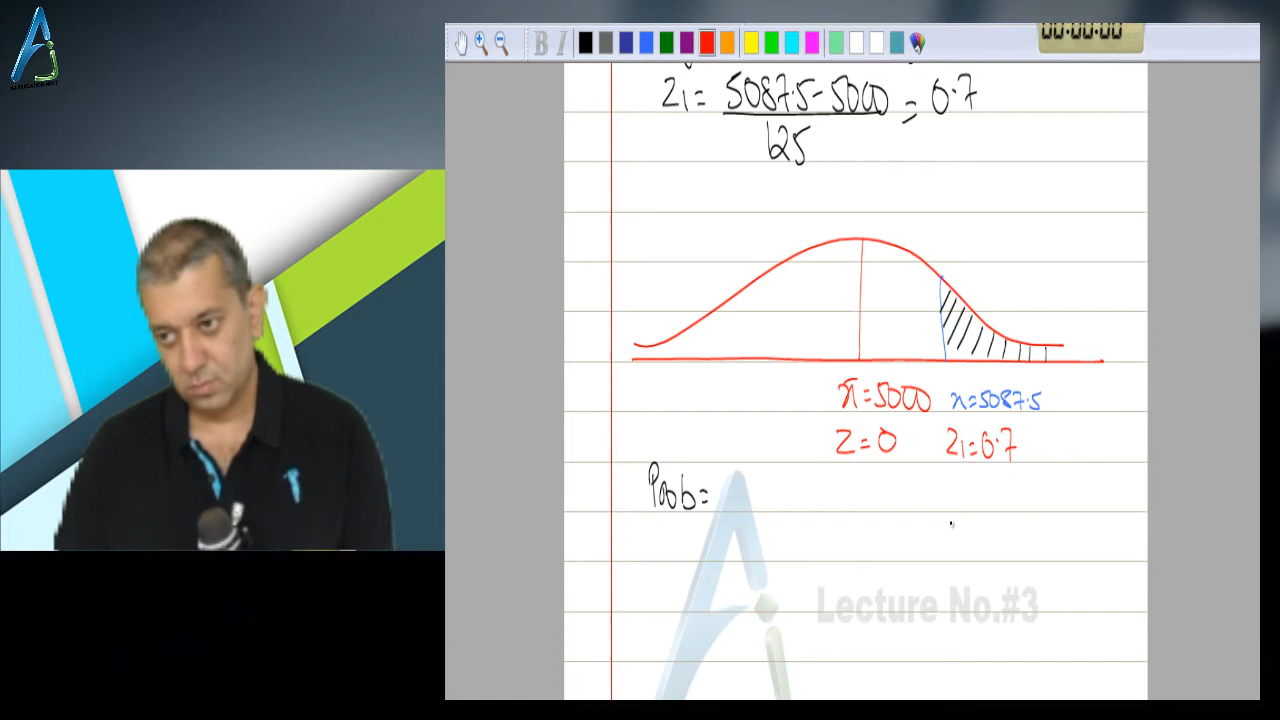 00:00:00
B I
Z1 = 5087.5 - 5000 = 0.7
125
x̄ = 5000 x = 5087.5
Z = 0 Z1 = 0.7
Prob =
Lecture No.#3